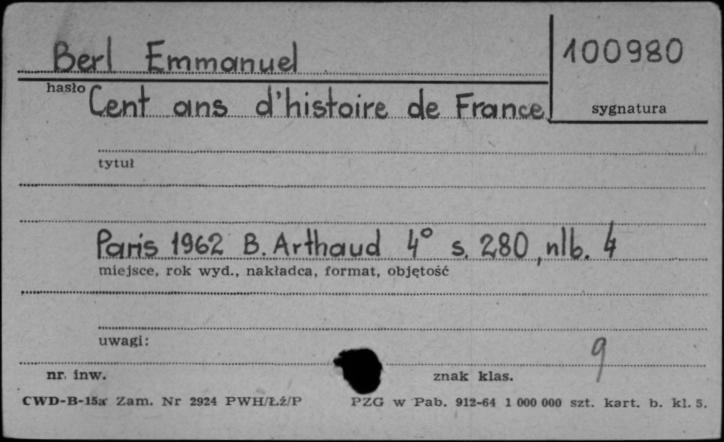 Berl Emmanuel
100980
hasło
Cent ans d'histoire de France
sygnatura
tytuł
Paris 1962 B. Arthaud 4° s. 280, nlb. 4
miejsce, rok wyd., nakładca, format, objętość
uwagi:
9
nr. inw.
znak klas.
CWD-B-15a Zam. Nr 2924 PWH/Łź/P PZG w Pab. 912-64 1 000 000 szt. kart. b. kl. 5.